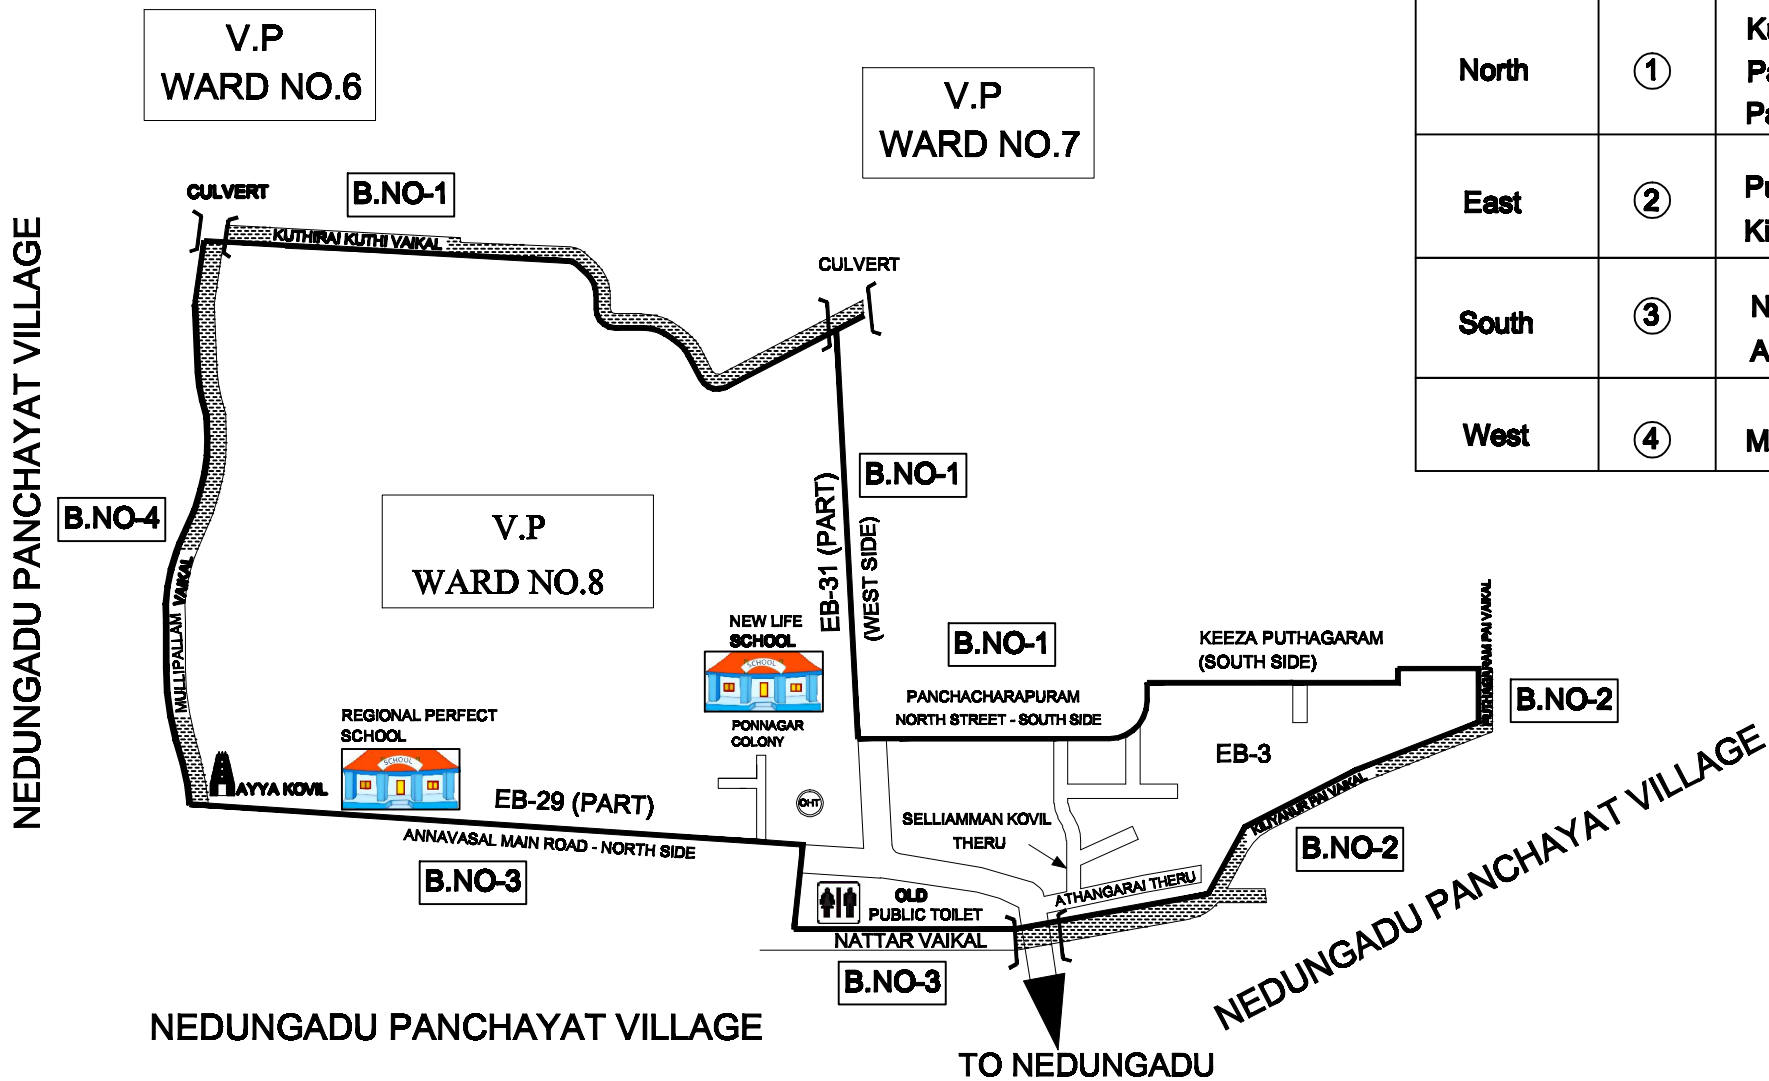 V.P
WARD NO.6
V.P
WARD NO.7
North
1
East
2
South
3
West
4
NEDUNGADU PANCHAYAT VILLAGE
CULVERT
B.NO-1
KUTHIRAI KUTHI VAIKAL
CULVERT
B.NO-4
MULLIPALLAM VAIKAL
V.P
WARD NO.8
B.NO-1
EB-31 (PART)
(WEST SIDE)
NEW LIFE
SCHOOL
SCHOOL
PONNAGAR
COLONY
B.NO-1
PANCHACHARAPURAM
NORTH STREET - SOUTH SIDE
KEEZA PUTHAGARAM
(SOUTH SIDE)
B.NO-2
REGIONAL PERFECT
SCHOOL
SCHOOL
AYYA KOVIL
EB-29 (PART)
ANNAVASAL MAIN ROAD - NORTH SIDE
B.NO-3
OHT
EB-3
SELLIAMMAN KOVIL
THERU
KILIYANUR PAI VAIKAL
B.NO-2
ATHANGARAI THERU
OLD
PUBLIC TOILET
NATTAR VAIKAL
B.NO-3
NEDUNGADU PANCHAYAT VILLAGE
NEDUNGADU PANCHAYAT VILLAGE
TO NEDUNGADU